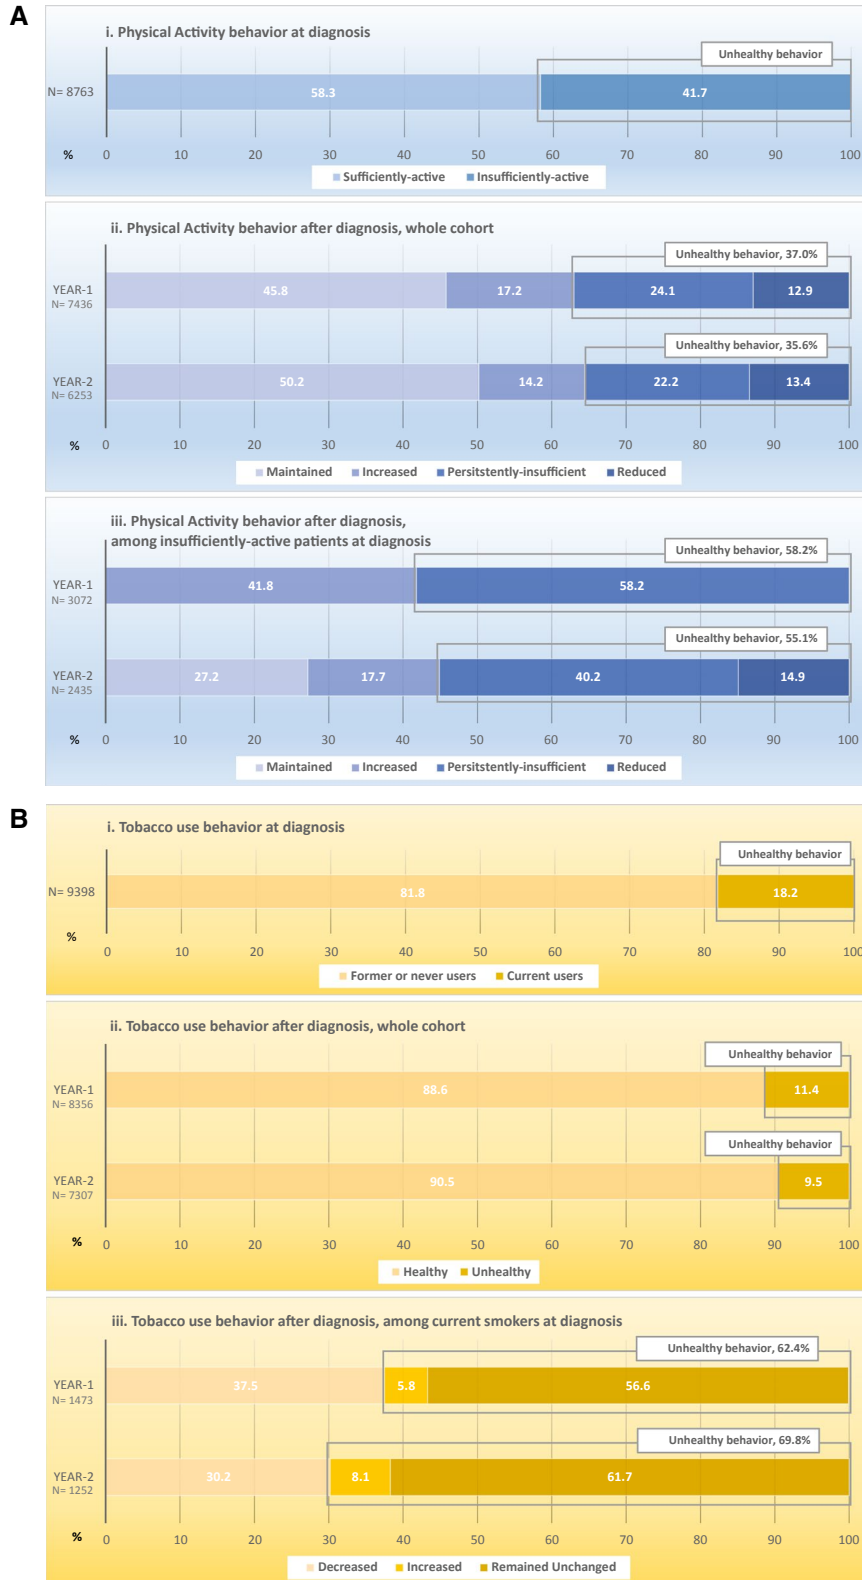 A
i. Physical Activity behavior at diagnosis
Unhealthy behavior
N= 8763
58.3
41.7
% 0 10 20 30 40 50 60 70 80 90 100
Sufficiently-active Insufficiently-active
ii. Physical Activity behavior after diagnosis, whole cohort
Unhealthy behavior, 37.0%
YEAR-1
N= 7436
45.8 17.2 24.1 12.9
Unhealthy behavior, 35.6%
YEAR-2
N= 6253
50.2 14.2 22.2 13.4
% 0 10 20 30 40 50 60 70 80 90 100
Maintained Increased Persitstently-insufficient Reduced
iii. Physical Activity behavior after diagnosis,
among insufficiently-active patients at diagnosis
Unhealthy behavior, 58.2%
YEAR-1
N= 3072
41.8 58.2
Unhealthy behavior, 55.1%
YEAR-2
N= 2435
27.2 17.7 40.2 14.9
% 0 10 20 30 40 50 60 70 80 90 100
Maintained Increased Persitstently-insufficient Reduced
B
i. Tobacco use behavior at diagnosis
Unhealthy behavior
N= 9398
81.8 18.2
% 0 10 20 30 40 50 60 70 80 90 100
Former or never users Current users
ii. Tobacco use behavior after diagnosis, whole cohort
Unhealthy behavior
YEAR-1
N= 8356
88.6 11.4
Unhealthy behavior
YEAR-2
N= 7307
90.5 9.5
% 0 10 20 30 40 50 60 70 80 90 100
Healthy Unhealthy
iii. Tobacco use behavior after diagnosis, among current smokers at diagnosis
Unhealthy behavior, 62.4%
YEAR-1
N= 1473
37.5 5.8 56.6
Unhealthy behavior, 69.8%
YEAR-2
N= 1252
30.2 8.1 61.7
% 0 10 20 30 40 50 60 70 80 90 100
Decreased Increased Remained Unchanged